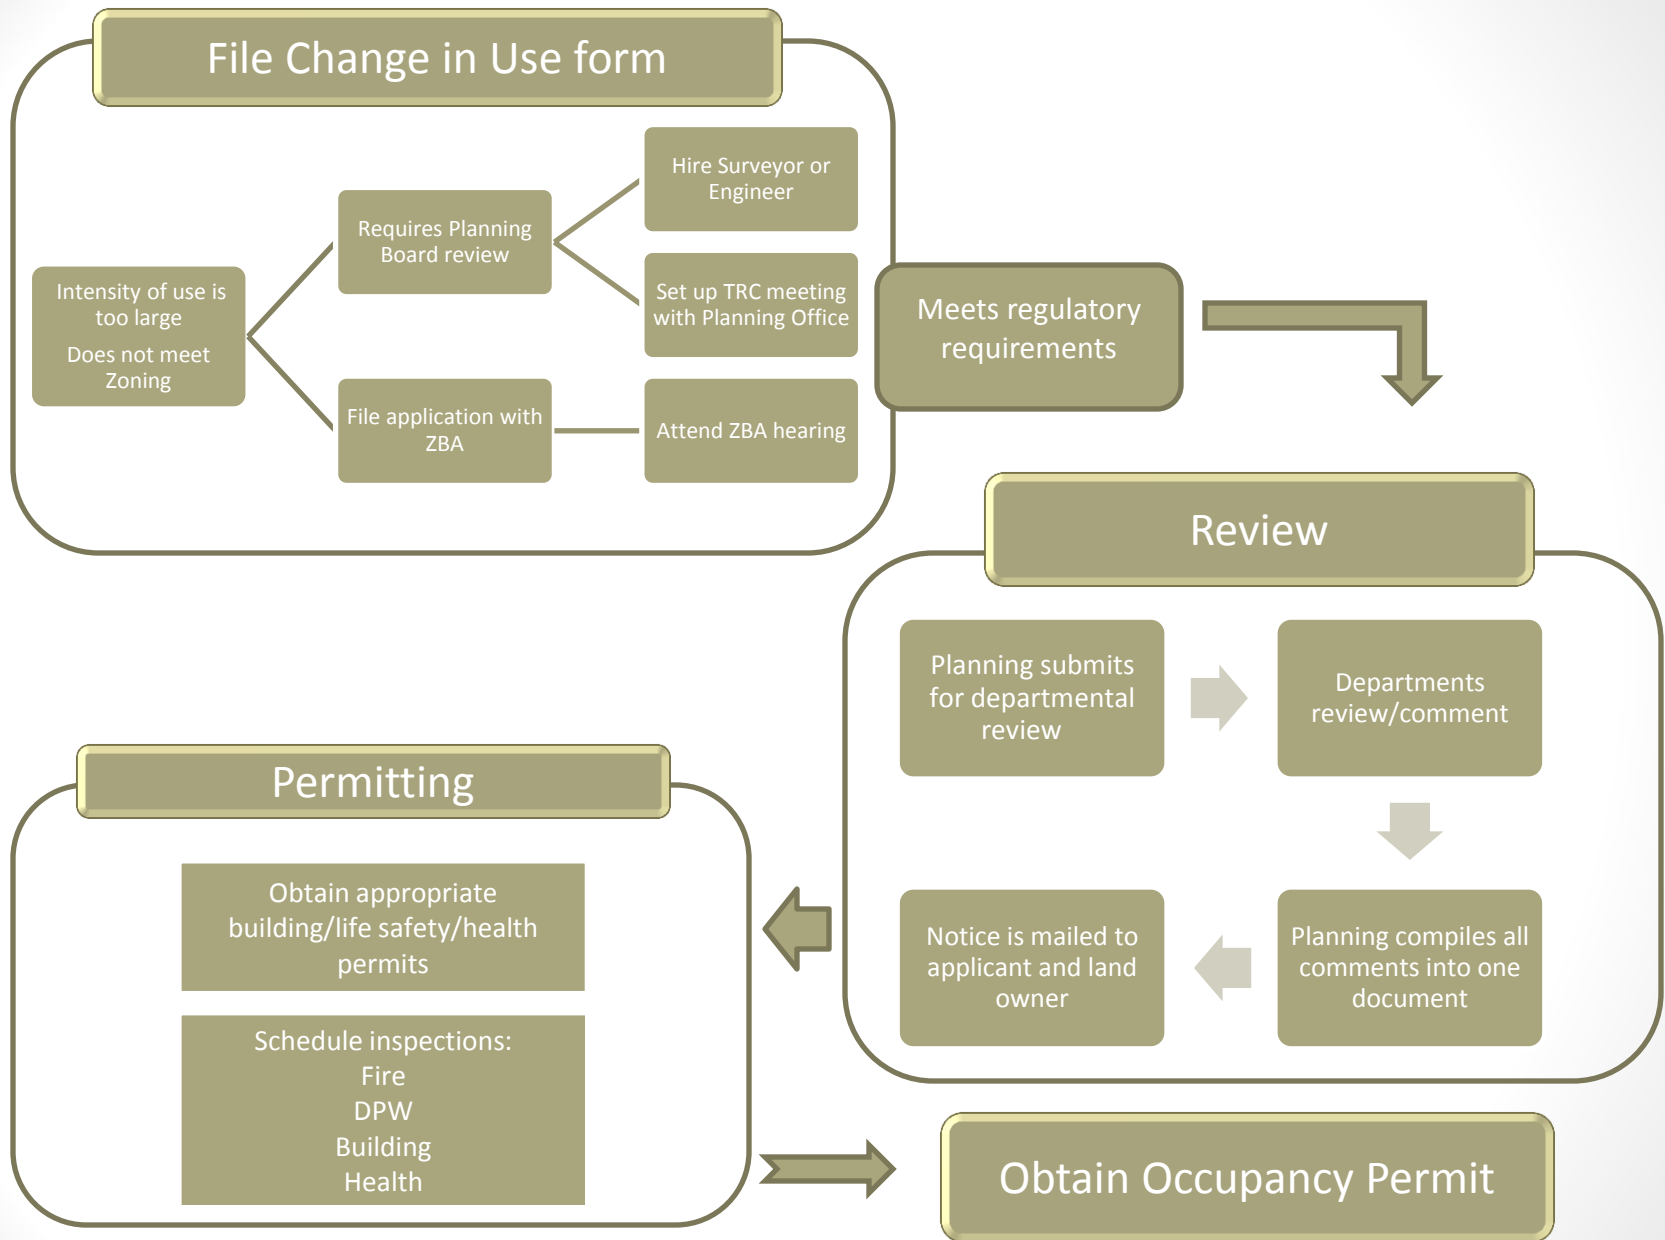 File Change in Use form
Intensity of use is
too large
Does not meet
Zoning
Requires Planning
Board review
File application with
ZBA
Hire Surveyor or
Engineer
Set up TRC meeting
with Planning Office
Attend ZBA hearing
Meets regulatory
requirements
Review
Planning submits
for departmental
review
Departments
review/comment
Planning compiles all
comments into one
document
Notice is mailed to
applicant and land
owner
Permitting
Obtain appropriate
building/life safety/health
permits
Schedule inspections:
Fire
DPW
Building
Health
Obtain Occupancy Permit